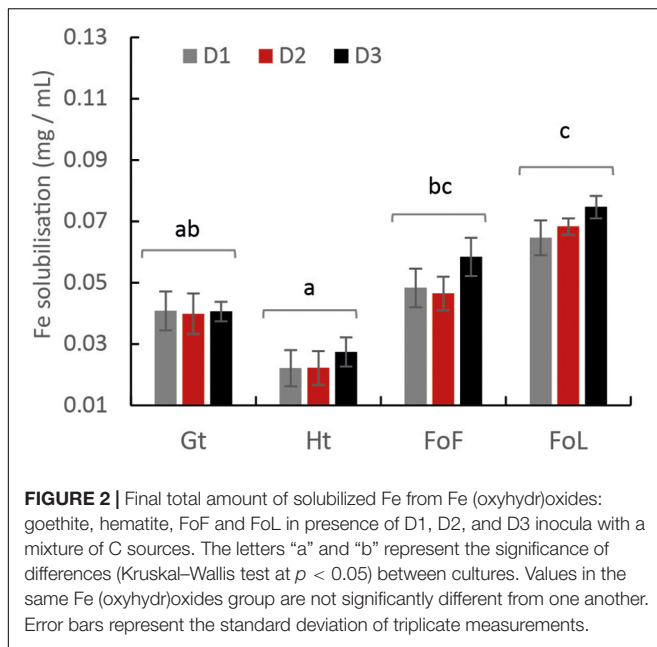 0.13
D1 D2 D3
0.11
c
0.09
bc
ab
0.07
a
0.05
0.03
0.01
Fe solubilisation (mg / mL)
Gt Ht FoF FoL
FIGURE 2 | Final total amount of solubilized Fe from Fe (oxyhydr)oxides:
goethite, hematite, FoF and FoL in presence of D1, D2, and D3 inocula with a
mixture of C sources. The letters “a” and “b” represent the significance of
differences (Kruskal–Wallis test at p < 0.05) between cultures. Values in the
same Fe (oxyhydr)oxides group are not significantly different from one another.
Error bars represent the standard deviation of triplicate measurements.